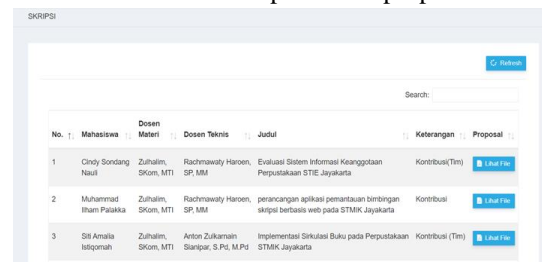 SKRIPSI
Refresh
Search:
No. Mahasiswa Dosen Materi Dosen Teknis Judul Keterangan Proposal
1 Cindy Sondang Zulhalim, Rachmawaty Haroen, Evaluasi Sistem Informasi Keanggotaan Kontribusi(Tim) Lihat File
Nauli SKom, MTI SP, MM Perpustakaan STIE Jayakarta
2 Muhammad Zulhalim, Rachmawaty Haroen, perancangan aplikasi pemantauan bimbingan Kontribusi Lihat File
Ilham Palakka SKom, MTI SP, MM skripsi berbasis web pada STMIK Jayakarta
3 Siti Amalia Zulhalim, Anton Zulkarnain Implementasi Sirkulasi Buku pada Perpustakaan Kontribusi (Tim) Lihat File
Istiqomah SKom, MTI Sianipar, S.Pd, M.Pd STMIK Jayakarta